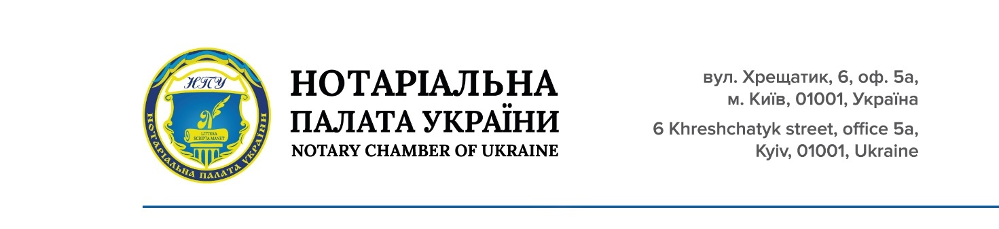 НПУ
LITTERA
SCRIPTA MANET
НОТАРІАЛЬНА ПАЛАТА УКРАЇНИ
НОТАРІАЛЬНА
ПАЛАТА УКРАЇНИ
NOTARY CHAMBER OF UKRAINE
вул. Хрещатик, 6, оф. 5а,
м. Київ, 01001, Україна
6 Khreshchatyk street, office 5a,
Kyiv, 01001, Ukraine